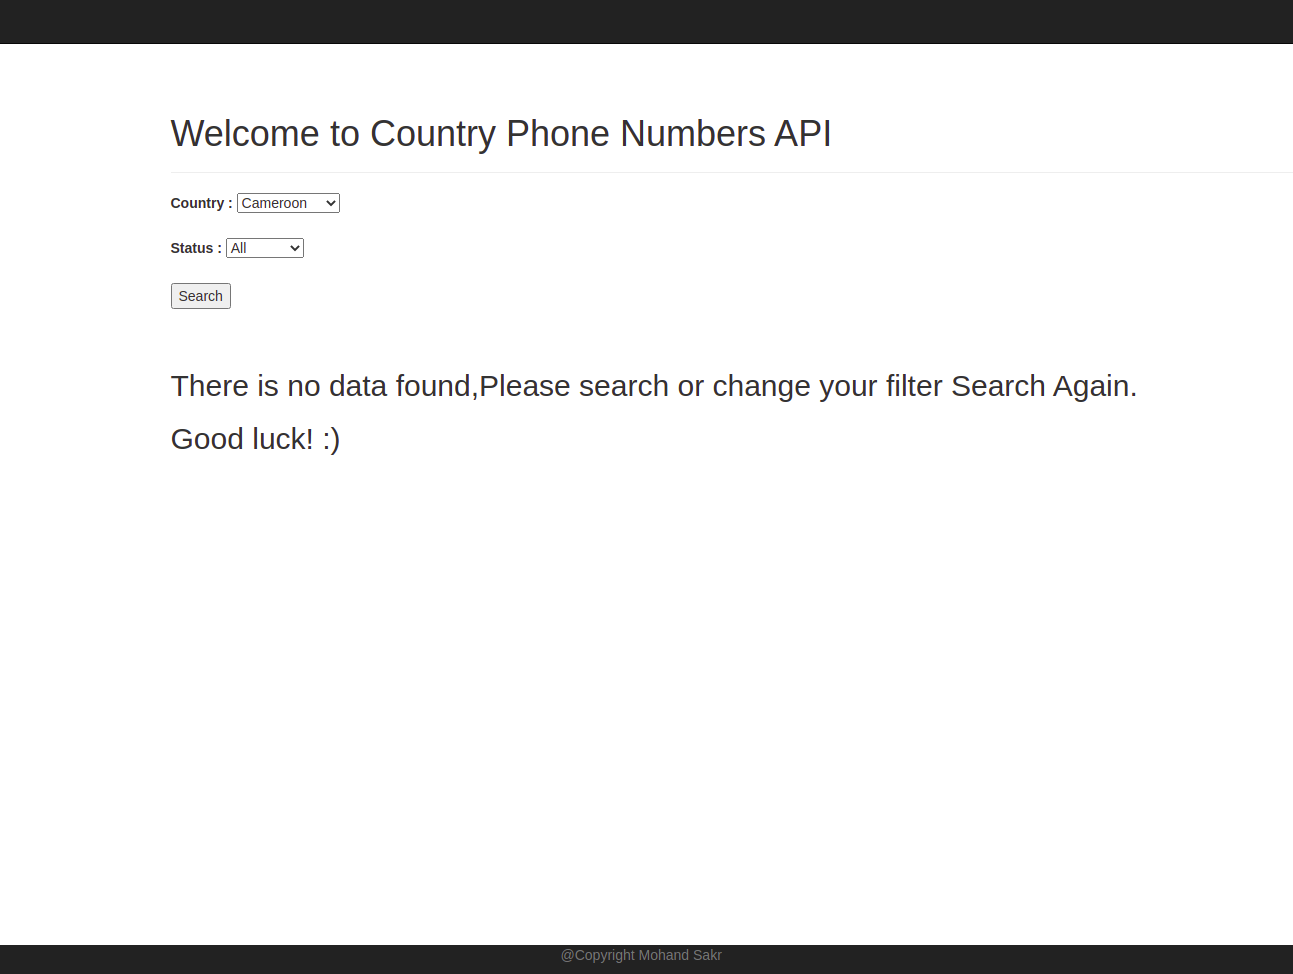 Welcome to Country Phone Numbers API
Country : Cameroon
Status : All
Search
There is no data found,Please search or change your filter Search Again.
Good luck! :)
@Copyright Mohand Sakr